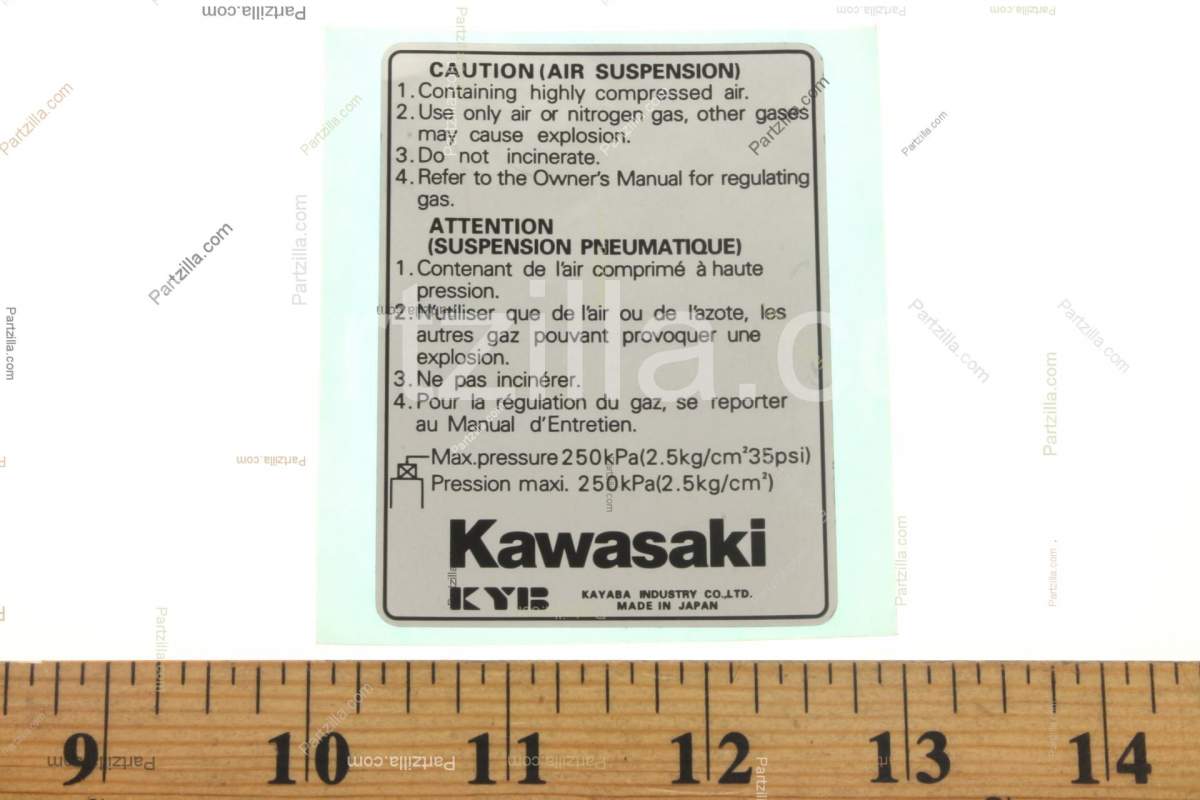 CAUTION (AIR SUSPENSION)
1. Containing highly compressed air.
2. Use only air or nitrogen gas, other gases
may cause explosion.
3. Do not incinerate.
4. Refer to the Owner's Manual for regulating
gas.
ATTENTION
(SUSPENSION PNEUMATIQUE)
1. Contenant de l'air comprimé à haute
pression.
2. N'utiliser que de l'air ou de l'azote, les
autres gaz pouvant provoquer une
explosion.
3. Ne pas incinérer.
4. Pour la régulation du gaz, se reporter
au Manual d'Entretien.
Max.pressure 250kPa(2.5kg/cm²35psi)
Pression maxi. 250kPa(2.5kg/cm²)
Kawasaki
KYB KAYABA INDUSTRY CO.,LTD.
MADE IN JAPAN
9 10 11 12 13 14
Partzilla.com